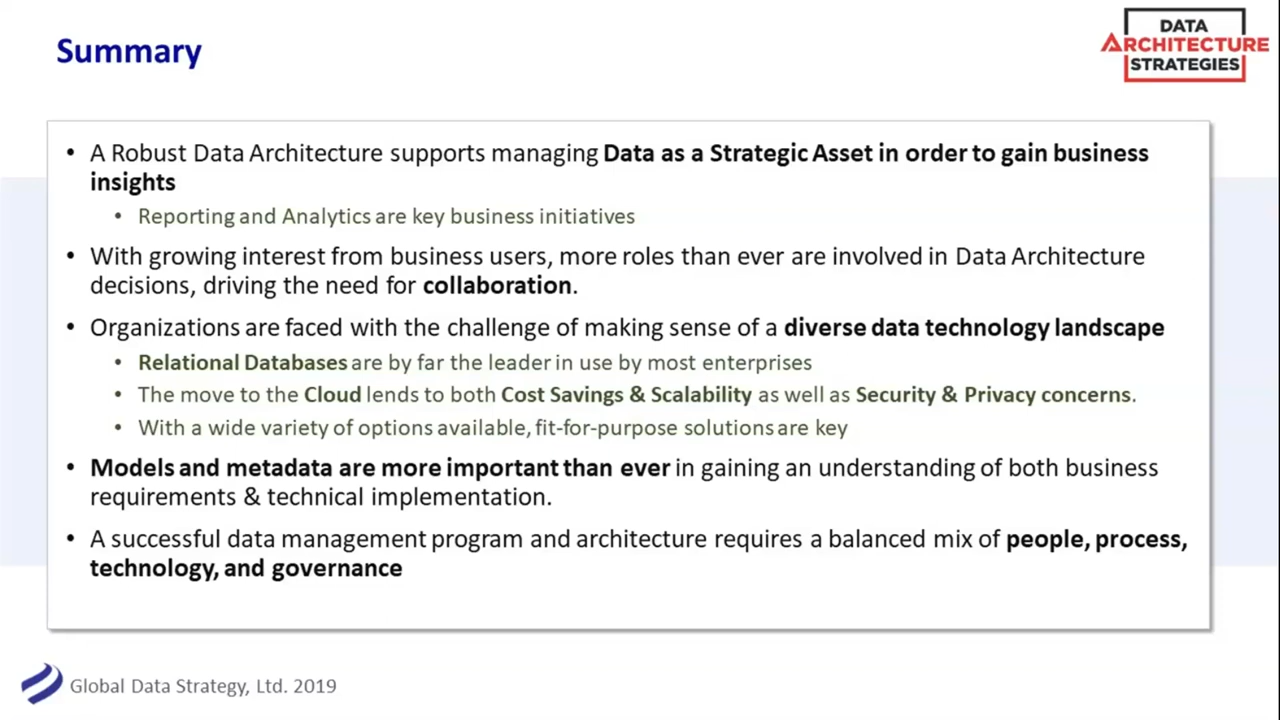 Summary
DATA
ARCHITECTURE
STRATEGIES
• A Robust Data Architecture supports managing Data as a Strategic Asset in order to gain business
insights
• Reporting and Analytics are key business initiatives
• With growing interest from business users, more roles than ever are involved in Data Architecture
decisions, driving the need for collaboration.
• Organizations are faced with the challenge of making sense of a diverse data technology landscape
• Relational Databases are by far the leader in use by most enterprises
• The move to the Cloud lends to both Cost Savings & Scalability as well as Security & Privacy concerns.
• With a wide variety of options available, fit-for-purpose solutions are key
• Models and metadata are more important than ever in gaining an understanding of both business
requirements & technical implementation.
• A successful data management program and architecture requires a balanced mix of people, process,
technology, and governance
Global Data Strategy, Ltd. 2019